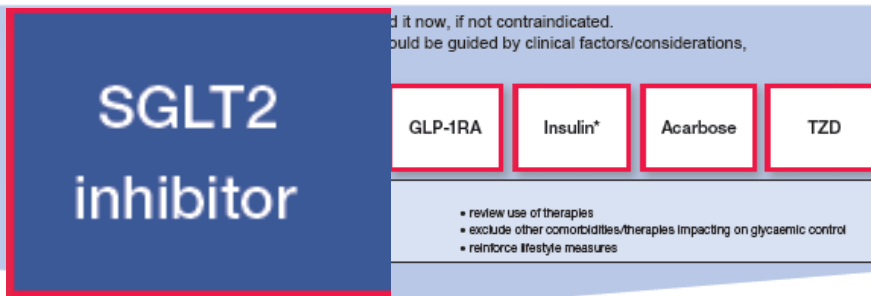 SGLT2
inhibitor
it now, if not contraindicated.
be guided by clinical factors/considerations,
GLP-1RA
Insulin*
Acarbose
TZD
• review use of therapies
• exclude other comorbidities/therapies impacting on glycaemic control
• reinforce lifestyle measures